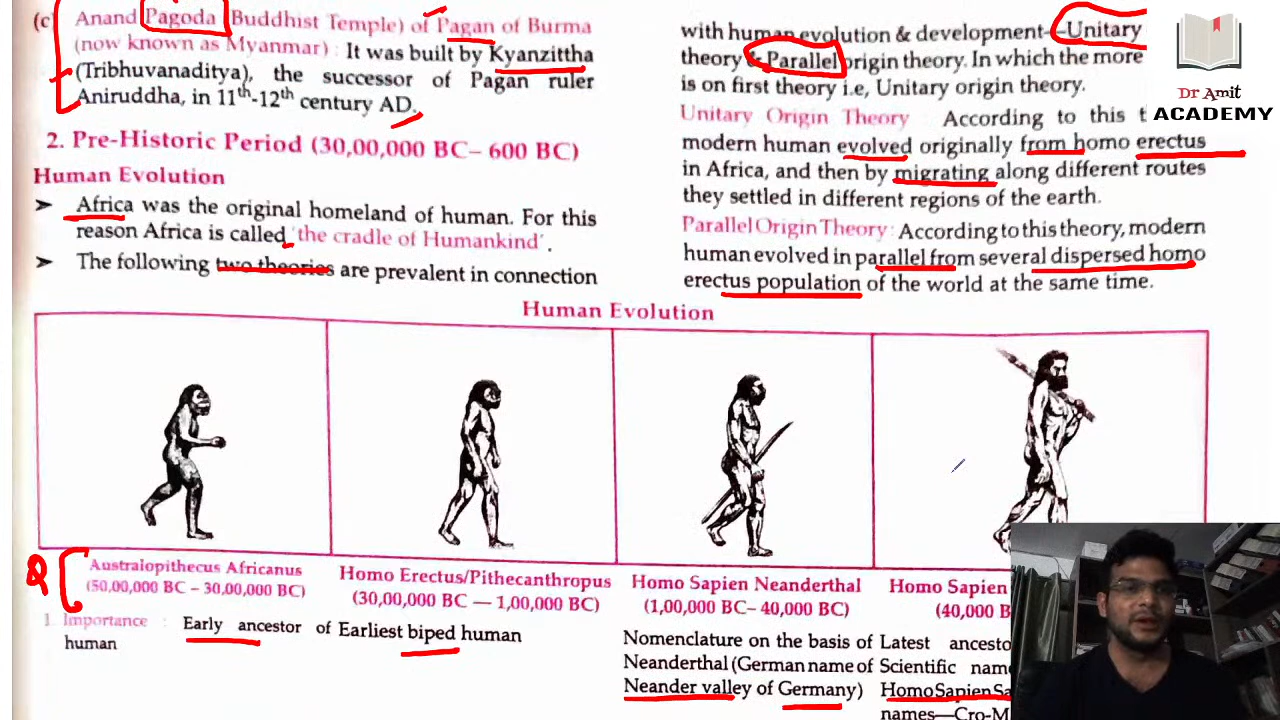 (c) Anand Pagoda (Buddhist Temple) of Pagan of Burma
(now known as Myanmar) : It was built by Kyanzittha
(Tribhuvanaditya), the successor of Pagan ruler
Aniruddha, in 11th-12th century AD.
2. Pre-Historic Period (30,00,000 BC– 600 BC)
Human Evolution
➤ Africa was the original homeland of human. For this
reason Africa is called 'the cradle of Humankind'.
➤ The following two theories are prevalent in connection
with human evolution & development—Unitary
theory & Parallel origin theory. In which the more
is on first theory i.e, Unitary origin theory.
Unitary Origin Theory According to this t
modern human evolved originally from homo erectus
in Africa, and then by migrating along different routes
they settled in different regions of the earth.
Parallel Origin Theory : According to this theory, modern
human evolved in parallel from several dispersed homo
erectus population of the world at the same time.
Dr Amit
ACADEMY
Human Evolution
Australopithecus Africanus
(50,00,000 BC – 30,00,000 BC)
Homo Erectus/Pithecanthropus
(30,00,000 BC — 1,00,000 BC)
Homo Sapien Neanderthal
(1,00,000 BC– 40,000 BC)
Homo Sapien
(40,000 B
Q
1. Importance : Early ancestor of Earliest biped human
human
Nomenclature on the basis of
Neanderthal (German name of
Neander valley of Germany)
Latest ancesto
Scientific nam
Homo Sapien Sa
names—Cro-M